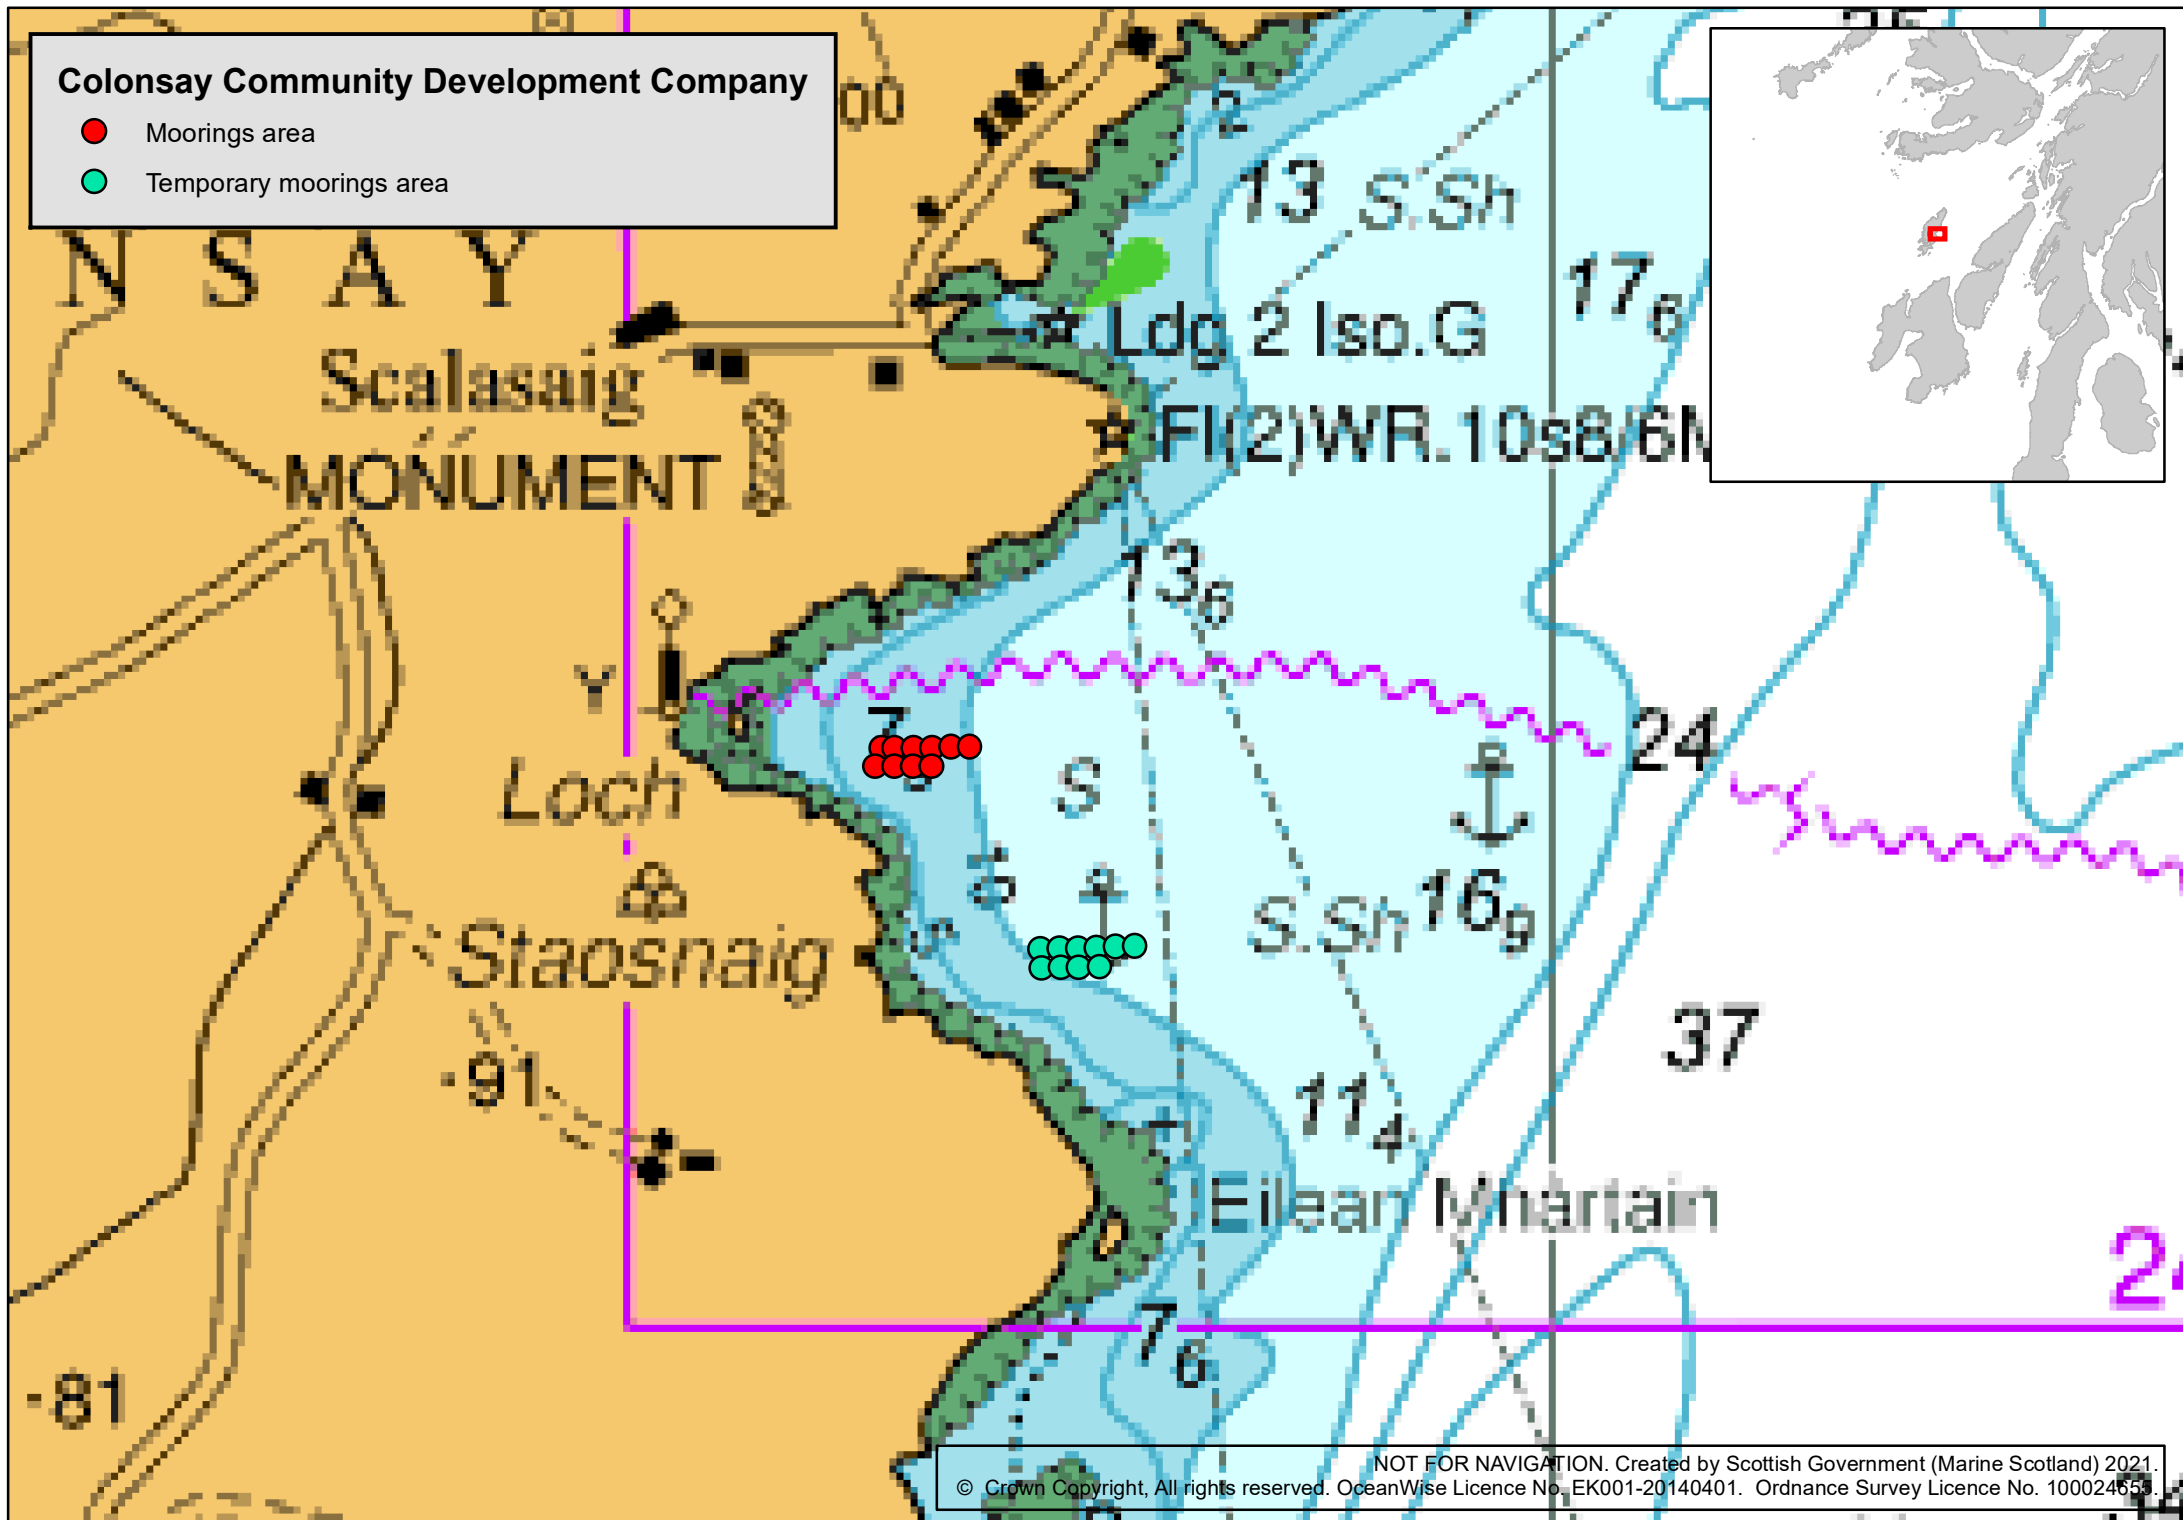 Colonsay Community Development Company
Moorings area
Temporary moorings area
00
2
13 S.Sh
17 6
N S A Y
Ldg 2 Iso.G
Scalasaig
Fl(2)WR.10s8/6M
MONUMENT
13 6
Y
7
24
Loch
S
5
16 9
S.Sh
S
Staosnaig
37
91
11 4
Eilean Mhartain
24
7 6
81
NOT FOR NAVIGATION. Created by Scottish Government (Marine Scotland) 2021.
© Crown Copyright, All rights reserved. OceanWise Licence No. EK001-20140401. Ordnance Survey Licence No. 100024655.